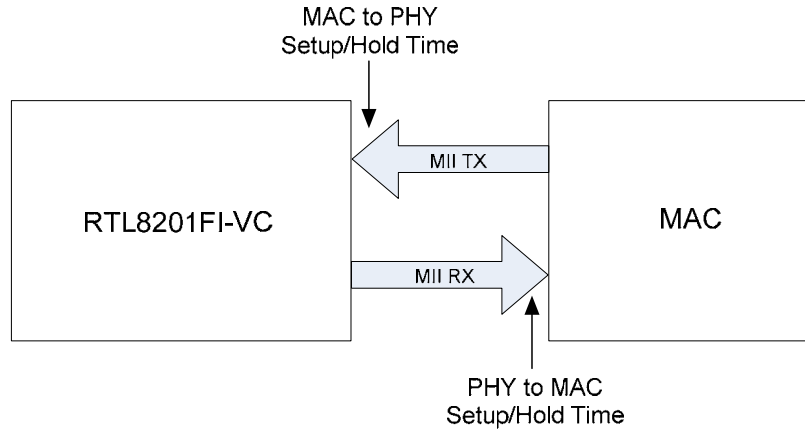 MAC to PHY
Setup/Hold Time
MII TX
RTL8201FI-VC
MAC
MII RX
PHY to MAC
Setup/Hold Time